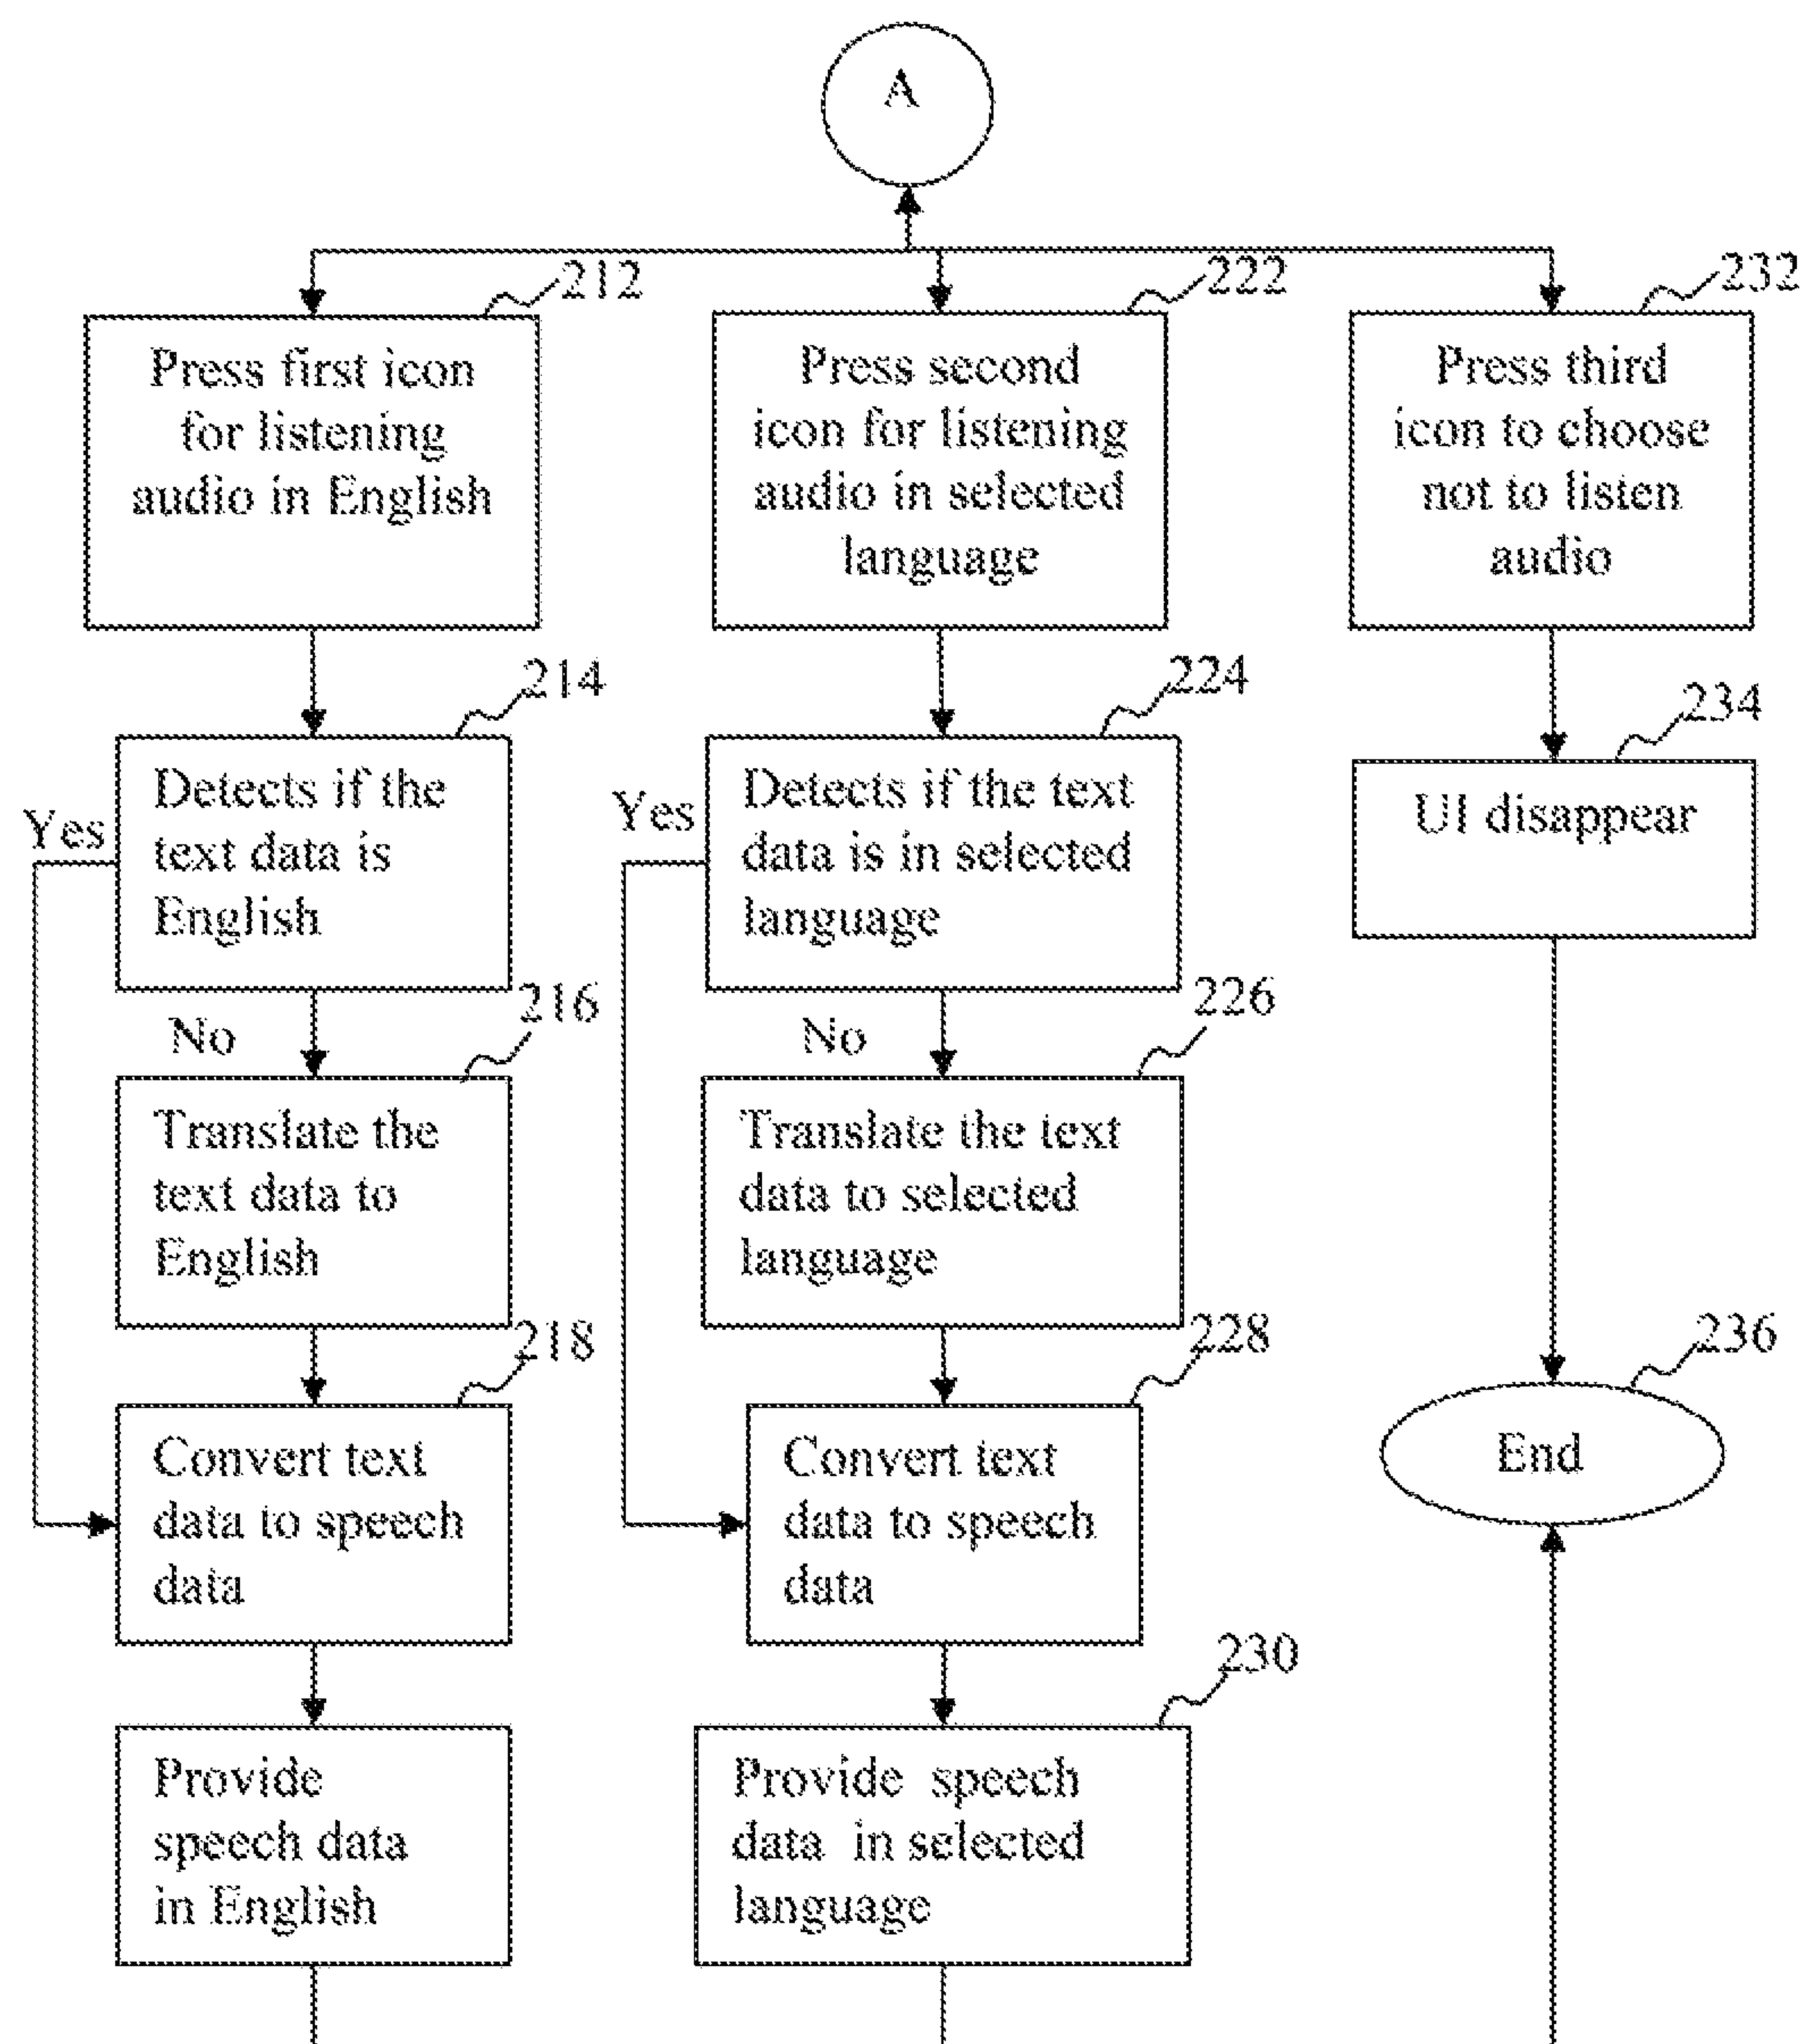 A
212
Press first icon
for listening
audio in English
222
Press second
icon for listening
audio in selected
language
232
Press third
icon to choose
not to listen
audio
214
Detects if the
text data is
English
Yes
No
224
Detects if the text
data is in selected
language
Yes
No
234
UI disappear
216
Translate the
text data to
English
226
Translate the text
data to selected
language
218
Convert text
data to speech
data
228
Convert text
data to speech
data
236
End
Provide
speech data
in English
230
Provide speech
data in selected
language